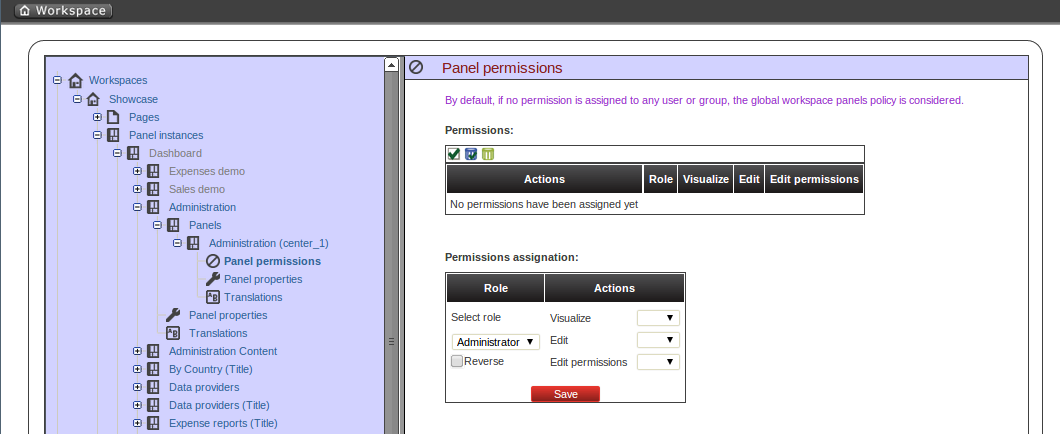 Workspace
Workspaces
Showcase
Pages
Panel instances
Dashboard
Expenses demo
Sales demo
Administration
Panels
Administration (center_1)
Panel permissions
Panel properties
Translations
Panel properties
Translations
Administration Content
By Country (Title)
Data providers
Data providers (Title)
Expense reports (Title)
Panel permissions
By default, if no permission is assigned to any user or group, the global workspace panels policy is considered.
Permissions:
Actions Role Visualize Edit Edit permissions
No permissions have been assigned yet
Permissions assignation:
Role Actions
Select role Visualize
Administrator Edit
Reverse Edit permissions
Save